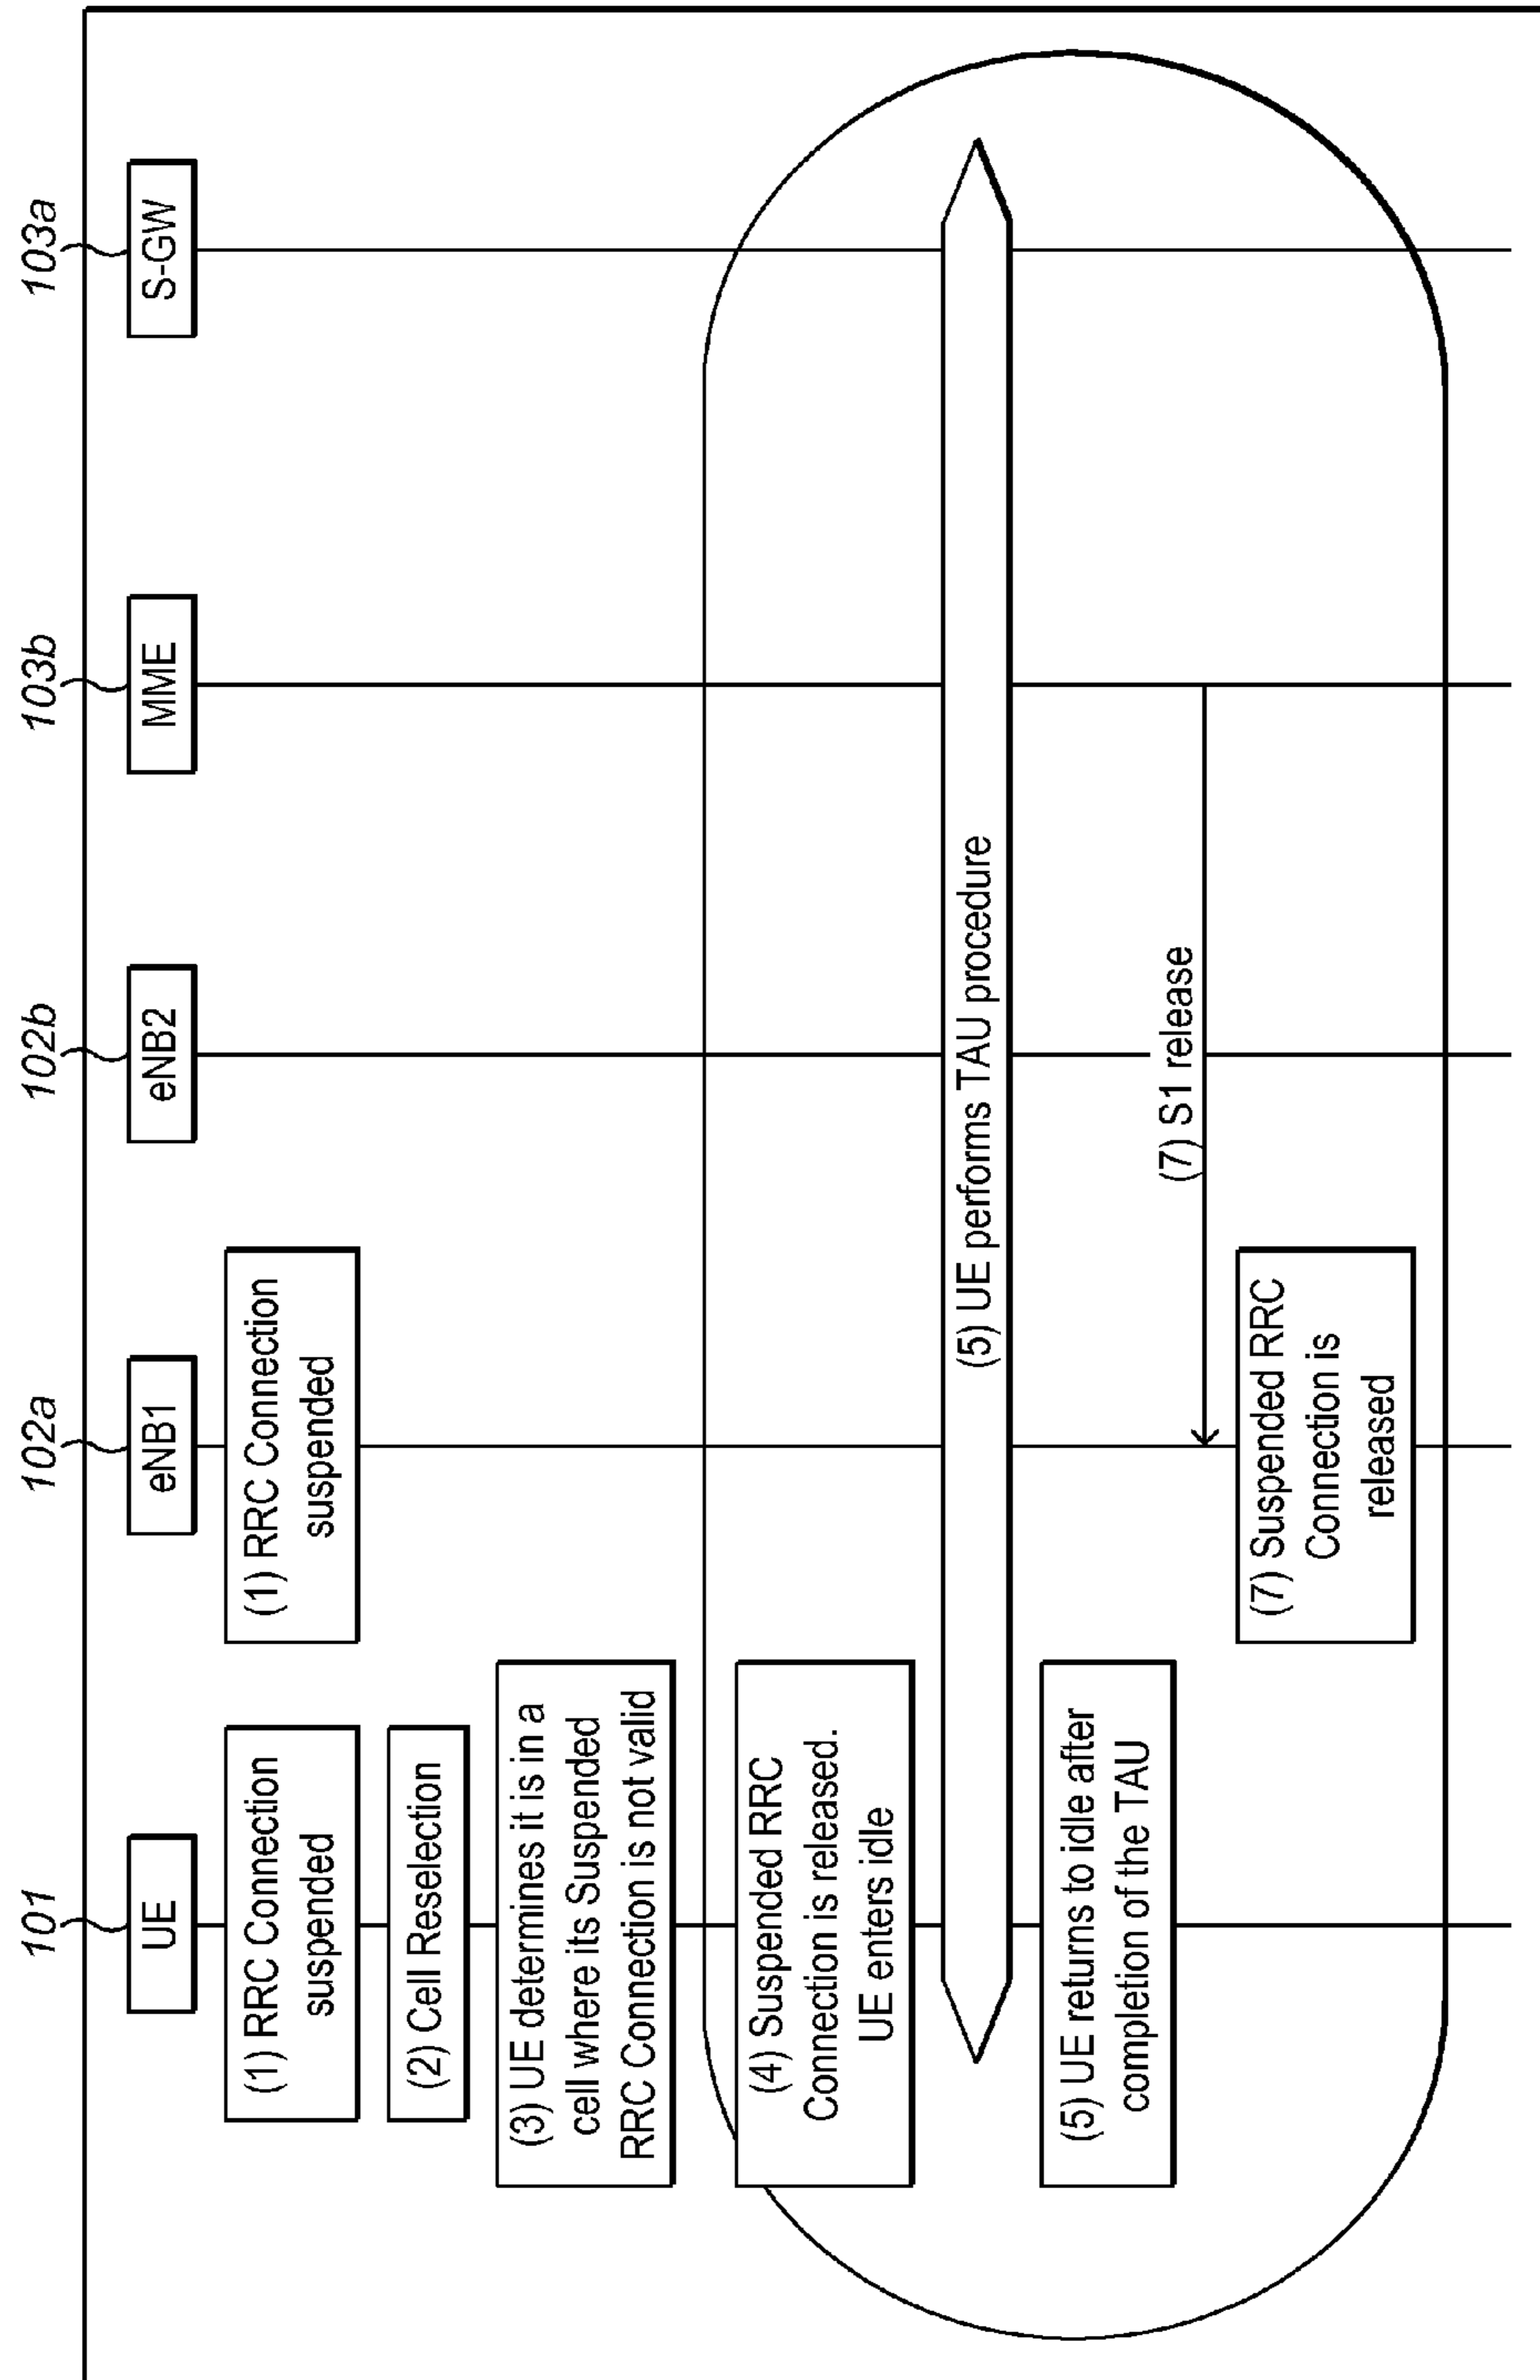 101
102a
102b
103b
103a
UE
eNB1
eNB2
MME
S-GW
(1) RRC Connection
suspended
(1) RRC Connection
suspended
(2) Cell Reselection
(3) UE determines it is in a
cell where its Suspended
RRC Connection is not valid
(4) Suspended RRC
Connection is released.
UE enters idle
(5) UE performs TAU procedure
(5) UE returns to idle after
completion of the TAU
(7) S1 release
(7) Suspended RRC
Connection is
released